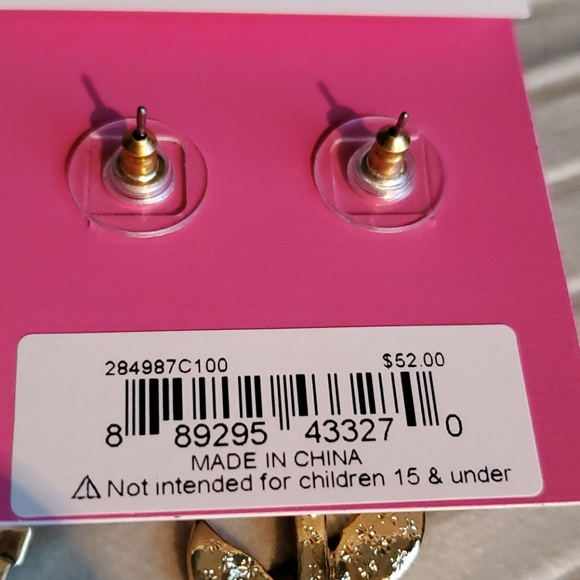 284987C100 $52.00
8 89295 43327 0
MADE IN CHINA
Not intended for children 15 & under